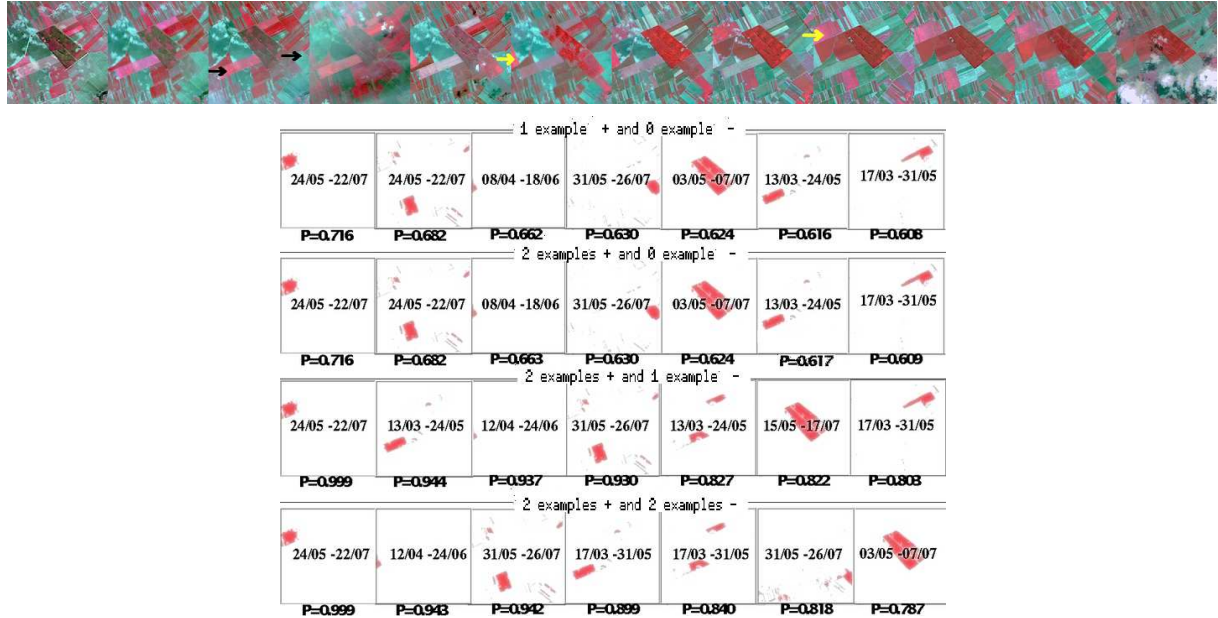 1 example + and 0 example -
24/05 -22/07 24/05 -22/07 08/04 -18/06 31/05 -26/07 03/05 -07/07 13/03 -24/05 17/03 -31/05
P=0.716 P=0.682 P=0.662 P=0.630 P=0.624 P=0.616 P=0.608
2 examples + and 0 example -
24/05 -22/07 24/05 -22/07 08/04 -18/06 31/05 -26/07 03/05 -07/07 13/03 -24/05 17/03 -31/05
P=0.716 P=0.682 P=0.663 P=0.630 P=0.624 P=0.617 P=0.609
2 examples + and 1 example -
24/05 -22/07 13/03 -24/05 12/04 -24/06 31/05 -26/07 13/03 -24/05 15/05 -17/07 17/03 -31/05
P=0.999 P=0.944 P=0.937 P=0.930 P=0.827 P=0.822 P=0.803
2 examples + and 2 examples -
24/05 -22/07 12/04 -24/06 31/05 -26/07 17/03 -31/05 17/03 -31/05 31/05 -26/07 03/05 -07/07
P=0.999 P=0.943 P=0.942 P=0.899 P=0.840 P=0.818 P=0.787